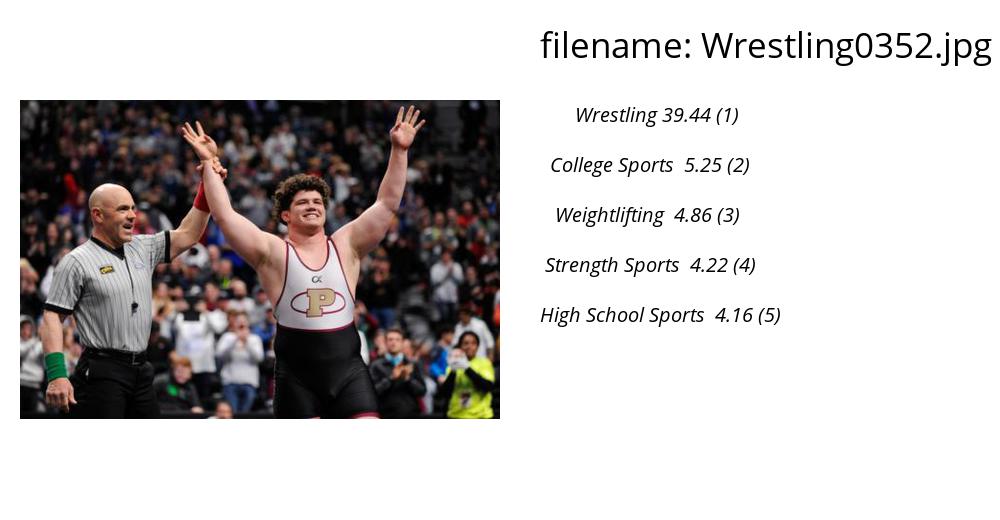 filename: Wrestling0352.jpg
Wrestling 39.44 (1)
College Sports 5.25 (2)
Weightlifting 4.86 (3)
Strength Sports 4.22 (4)
High School Sports 4.16 (5)
P